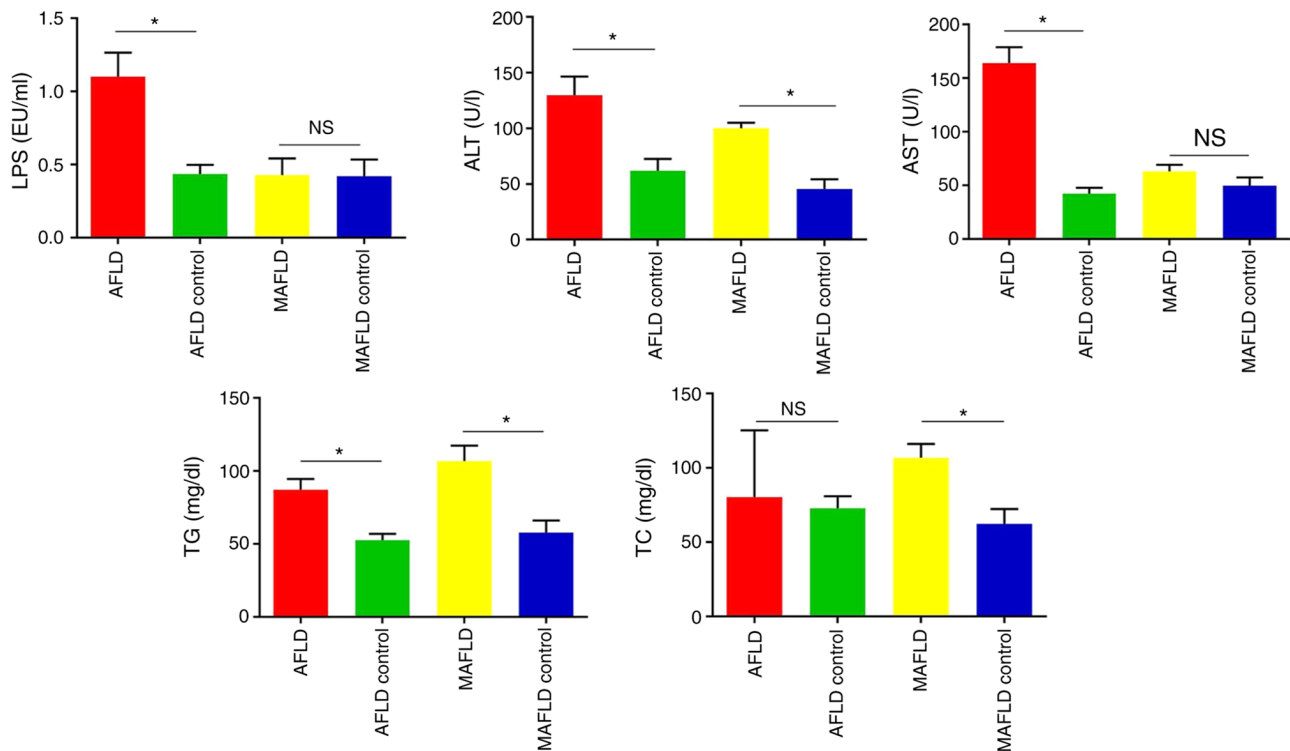 LPS (EU/ml)
1.5
1.0
0.5
0.0
*
NS
AFLD
AFLD control
MAFLD
MAFLD control
ALT (U/l)
200
150
100
50
0
*
*
AFLD
AFLD control
MAFLD
MAFLD control
AST (U/l)
200
150
100
50
0
*
NS
AFLD
AFLD control
MAFLD
MAFLD control
TG (mg/dl)
150
100
50
0
*
*
AFLD
AFLD control
MAFLD
MAFLD control
TC (mg/dl)
150
100
50
0
NS
*
AFLD
AFLD control
MAFLD
MAFLD control